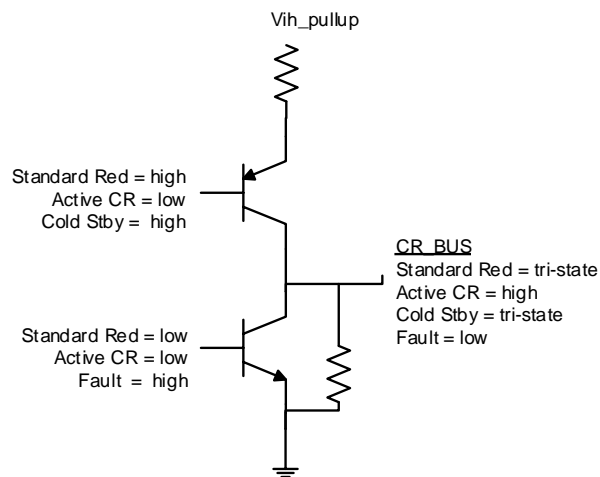 Vih_pullup
Standard Red = high
Active CR = low
Cold Stby = high
CR_BUS
Standard Red = tri-state
Active CR = high
Cold Stby = tri-state
Fault = low
Standard Red = low
Active CR = low
Fault = high